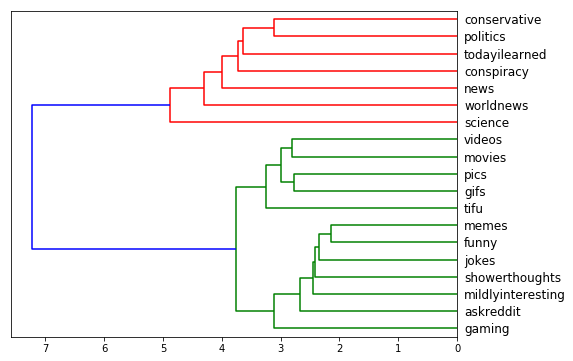 conservative
politics
todayilearned
conspiracy
news
worldnews
science
videos
movies
pics
gifs
tifu
memes
funny
jokes
showerthoughts
mildlyinteresting
askreddit
gaming
7 6 5 4 3 2 1 0